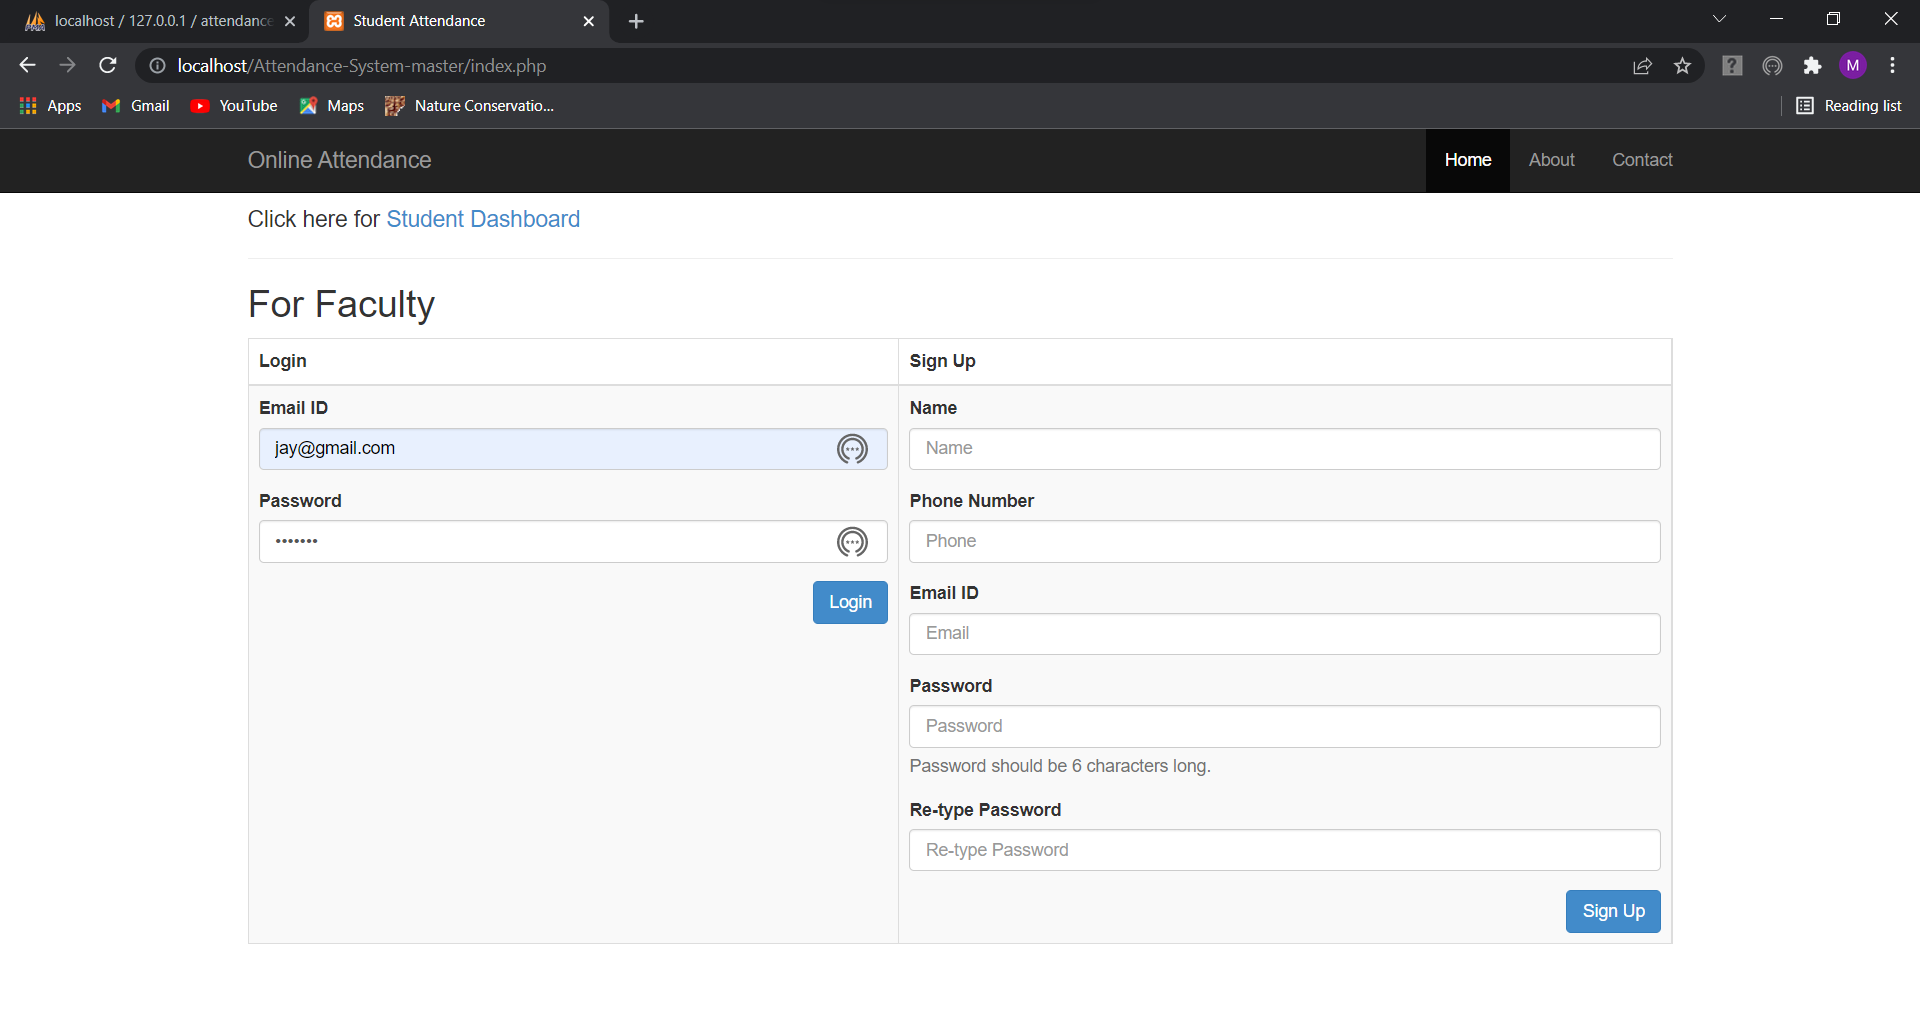 localhost / 127.0.0.1 / attendance
Student Attendance
localhost/Attendance-System-master/index.php
M
Apps
Gmail
YouTube
Maps
Nature Conservatio...
Reading list
Online Attendance
Home
About
Contact
Click here for Student Dashboard
For Faculty
Login
Sign Up
Email ID
jay@gmail.com
Password
•••••••
Login
Name
Name
Phone Number
Phone
Email ID
Email
Password
Password
Password should be 6 characters long.
Re-type Password
Re-type Password
Sign Up